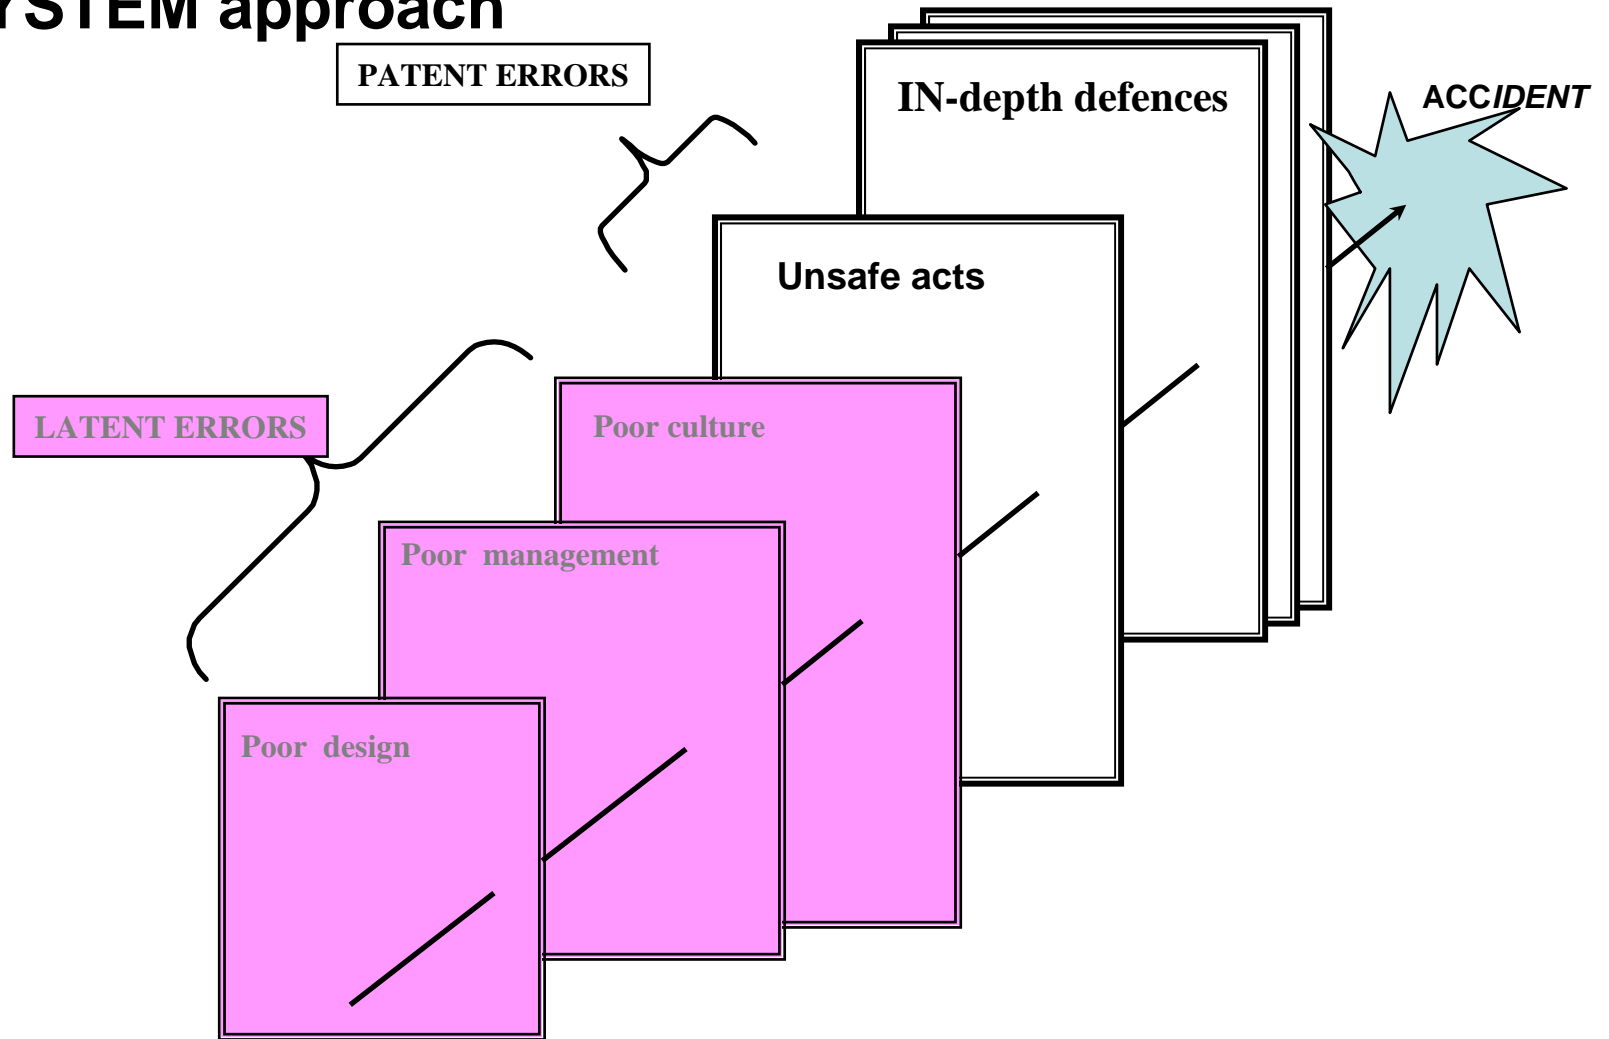 YSTEM approach
PATENT ERRORS
IN-depth defences
ACCIDENT
Unsafe acts
LATENT ERRORS
Poor culture
Poor management
Poor design